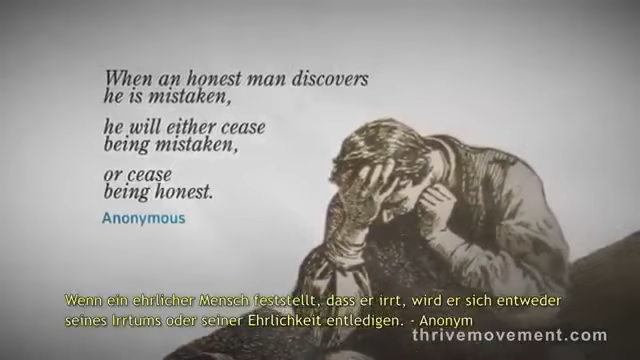 When an honest man discovers
he is mistaken,
he will either cease
being mistaken,
or cease
being honest.
Anonymous
Wenn ein ehrlicher Mensch feststellt, dass er irrt, wird er sich entweder
seines Irrtums oder seiner Ehrlichkeit entledigen. - Anonym
thrivemovement.com